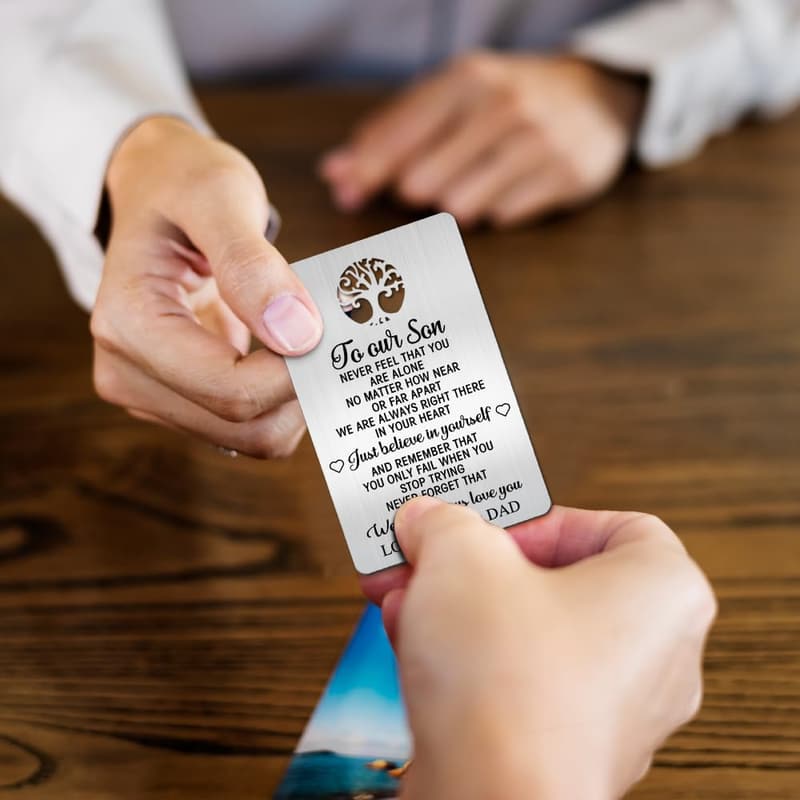 To our Son
NEVER FEEL THAT YOU
ARE ALONE
NO MATTER HOW NEAR
OR FAR APART
WE ARE ALWAYS RIGHT THERE
IN YOUR HEART
Just believe in yourself
AND REMEMBER THAT
YOU ONLY FAIL WHEN YOU
STOP TRYING
NEVER FORGET THAT
We love you
DAD